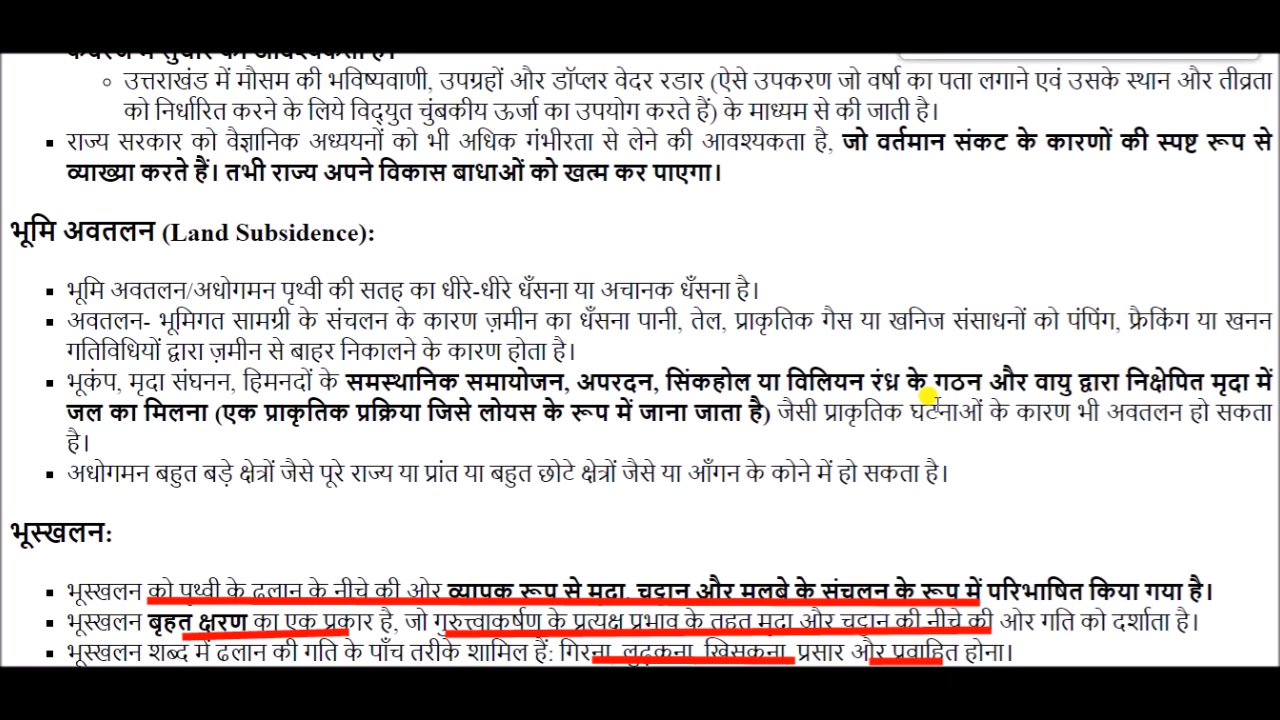 कवरेज में सुधार की आवश्यकता है।
○ उत्तराखंड में मौसम की भविष्यवाणी, उपग्रहों और डॉप्लर वेदर रडार (ऐसे उपकरण जो वर्षा का पता लगाने एवं उसके स्थान और तीव्रता
को निर्धारित करने के लिये विद्युत चुंबकीय ऊर्जा का उपयोग करते हैं) के माध्यम से की जाती है।
▪ राज्य सरकार को वैज्ञानिक अध्ययनों को भी अधिक गंभीरता से लेने की आवश्यकता है, जो वर्तमान संकट के कारणों की स्पष्ट रूप से
व्याख्या करते हैं। तभी राज्य अपने विकास बाधाओं को खत्म कर पाएगा।
भूमि अवतलन (Land Subsidence):
▪ भूमि अवतलन/अधोगमन पृथ्वी की सतह का धीरे-धीरे धँसना या अचानक धँसना है।
▪ अवतलन- भूमिगत सामग्री के संचलन के कारण ज़मीन का धँसना पानी, तेल, प्राकृतिक गैस या खनिज संसाधनों को पंपिंग, फ्रैकिंग या खनन
गतिविधियों द्वारा ज़मीन से बाहर निकालने के कारण होता है।
▪ भूकंप, मृदा संघनन, हिमनदों के समस्थानिक समायोजन, अपरदन, सिंकहोल या विलियन रंध्र के गठन और वायु द्वारा निक्षेपित मृदा में
जल का मिलना (एक प्राकृतिक प्रक्रिया जिसे लोयस के रूप में जाना जाता है) जैसी प्राकृतिक घटनाओं के कारण भी अवतलन हो सकता
है।
▪ अधोगमन बहुत बड़े क्षेत्रों जैसे पूरे राज्य या प्रांत या बहुत छोटे क्षेत्रों जैसे या आँगन के कोने में हो सकता है।
भूस्खलन:
▪ भूस्खलन को पृथ्वी के ढलान के नीचे की ओर व्यापक रूप से मृदा, चट्टान और मलबे के संचलन के रूप में परिभाषित किया गया है।
▪ भूस्खलन बृहत क्षरण का एक प्रकार है, जो गुरुत्त्वाकर्षण के प्रत्यक्ष प्रभाव के तहत मृदा और चट्टान की नीचे की ओर गति को दर्शाता है।
▪ भूस्खलन शब्द में ढलान की गति के पाँच तरीके शामिल हैं: गिरना, लुढ़कना, खिसकना, प्रसार और प्रवाहित होना।